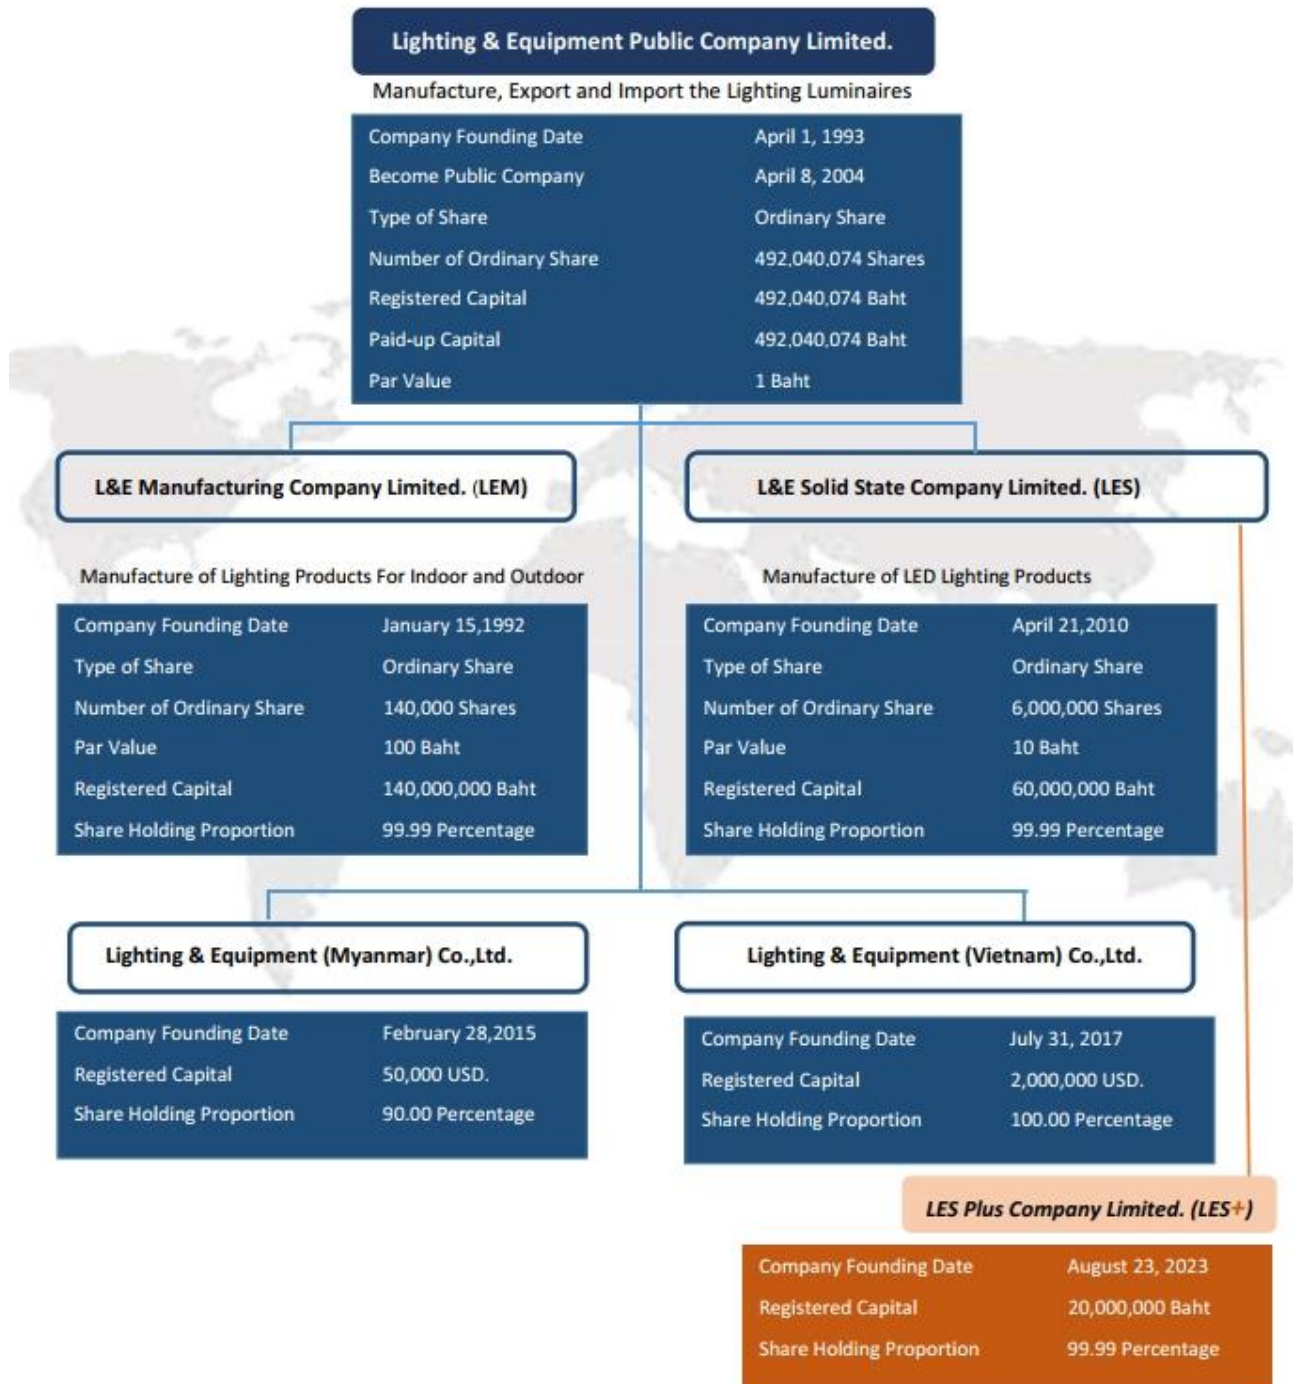 Lighting & Equipment Public Company Limited.
Manufacture, Export and Import the Lighting Luminaires
Company Founding Date April 1, 1993
Become Public Company April 8, 2004
Type of Share Ordinary Share
Number of Ordinary Share 492,040,074 Shares
Registered Capital 492,040,074 Baht
Paid-up Capital 492,040,074 Baht
Par Value 1 Baht
L&E Manufacturing Company Limited. (LEM)
Manufacture of Lighting Products For Indoor and Outdoor
Company Founding Date January 15,1992
Type of Share Ordinary Share
Number of Ordinary Share 140,000 Shares
Par Value 100 Baht
Registered Capital 140,000,000 Baht
Share Holding Proportion 99.99 Percentage
L&E Solid State Company Limited. (LES)
Manufacture of LED Lighting Products
Company Founding Date April 21,2010
Type of Share Ordinary Share
Number of Ordinary Share 6,000,000 Shares
Par Value 10 Baht
Registered Capital 60,000,000 Baht
Share Holding Proportion 99.99 Percentage
Lighting & Equipment (Myanmar) Co.,Ltd.
Company Founding Date February 28,2015
Registered Capital 50,000 USD.
Share Holding Proportion 90.00 Percentage
Lighting & Equipment (Vietnam) Co.,Ltd.
Company Founding Date July 31, 2017
Registered Capital 2,000,000 USD.
Share Holding Proportion 100.00 Percentage
LES Plus Company Limited. (LES+)
Company Founding Date August 23, 2023
Registered Capital 20,000,000 Baht
Share Holding Proportion 99.99 Percentage